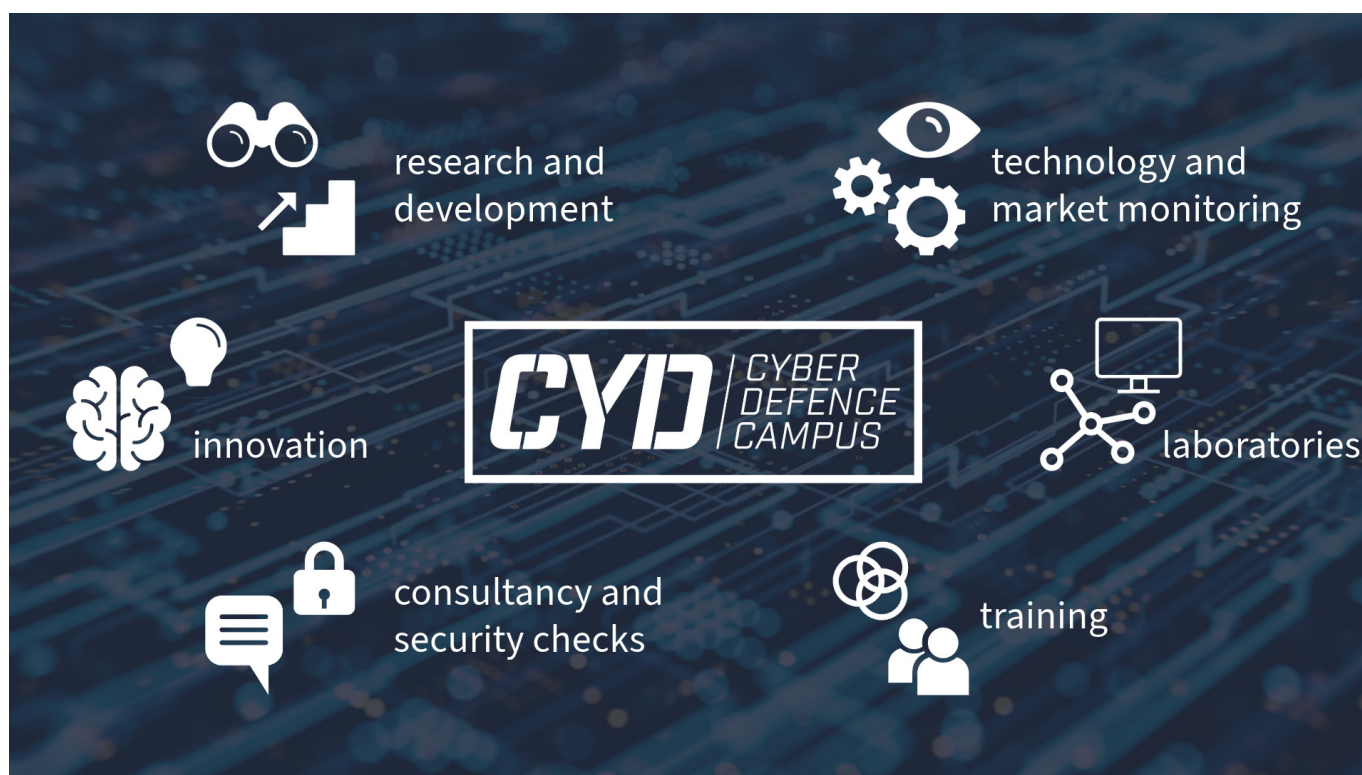 research and
development
technology and
market monitoring
innovation
CYD
CYBER
DEFENCE
CAMPUS
laboratories
consultancy and
security checks
training